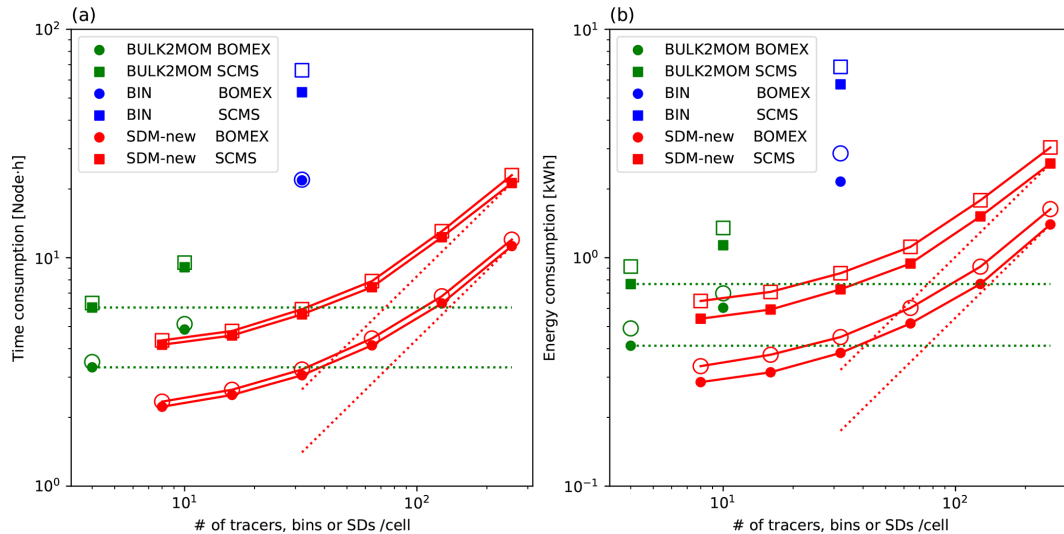 (a)
10²
BULK2MOM BOMEX
BULK2MOM SCMS
BIN BOMEX
BIN SCMS
SDM-new BOMEX
SDM-new SCMS
Time consumption [Node·h]
10¹
10⁰
10¹
10²
# of tracers, bins or SDs /cell
(b)
10¹
BULK2MOM BOMEX
BULK2MOM SCMS
BIN BOMEX
BIN SCMS
SDM-new BOMEX
SDM-new SCMS
Energy consumption [kWh]
10⁰
10⁻¹
10¹
10²
# of tracers, bins or SDs /cell